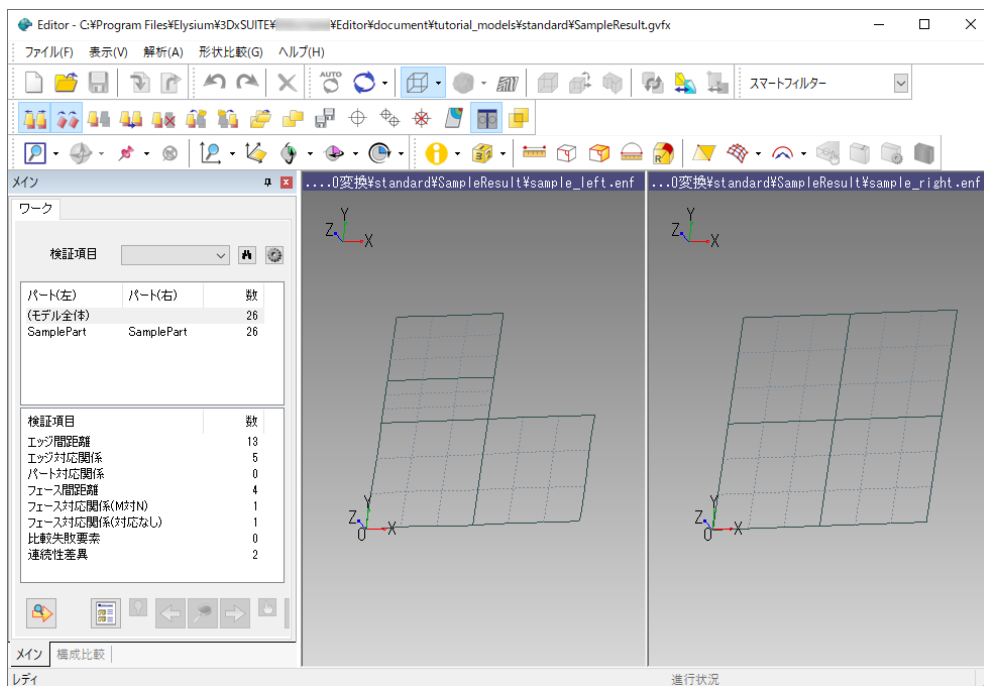 Editor - C:¥Program Files¥Elysium¥3DxSUITE¥ ¥Editor¥document¥tutorial_models¥standard¥SampleResult.gvfx
ファイル(F) 表示(V) 解析(A) 形状比較(G) ヘルプ(H)
AUTO
スマートフィルター
メイン
ワーク
検証項目
パート(左) パート(右) 数
(モデル全体) 26
SamplePart SamplePart 26
検証項目 数
エッジ間距離 13
エッジ対応関係 5
パート対応関係 0
フェース間距離 4
フェース対応関係(M対N) 1
フェース対応関係(対応なし) 1
比較失敗要素 0
連続性差異 2
メイン 構成比較
レディ
....0変換¥standard¥SampleResult¥sample_left.enf
Y
Z X
Y
Z X
0
...0変換¥standard¥SampleResult¥sample_right.enf
Y
Z X
Y
Z X
0
進行状況